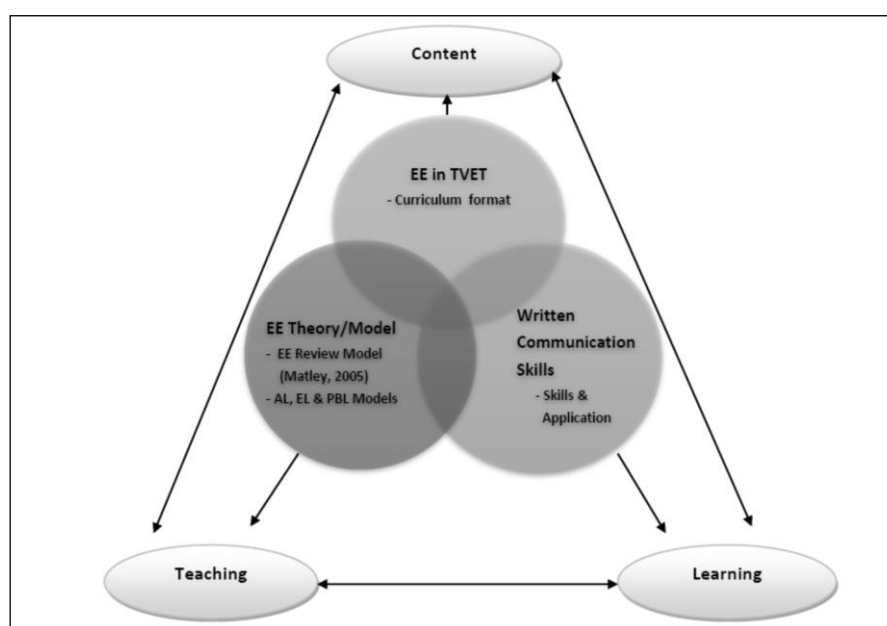 Content
EE in TVET
- Curriculum format
EE Theory/Model
- EE Review Model
(Matley, 2005)
- AL, EL & PBL Models
Written
Communication
Skills
- Skills &
Application
Teaching
Learning